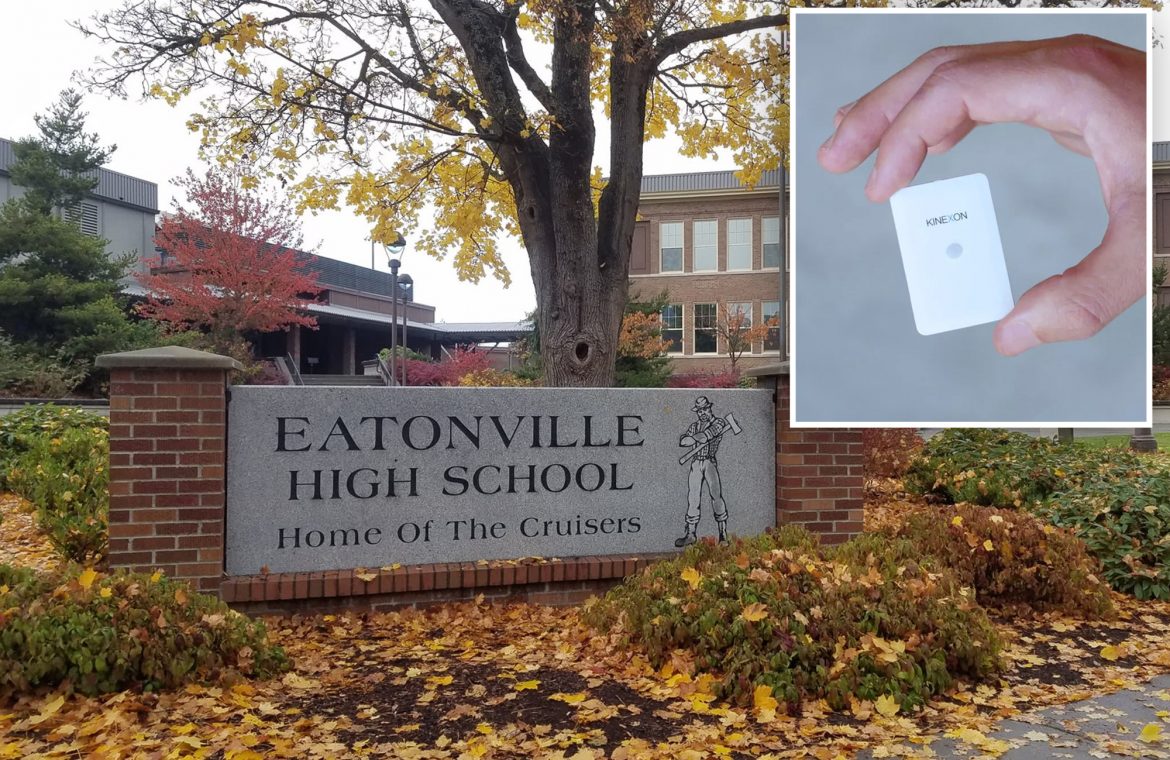 EATONVILLE
HIGH SCHOOL
Home Of The Cruisers
KINEXON